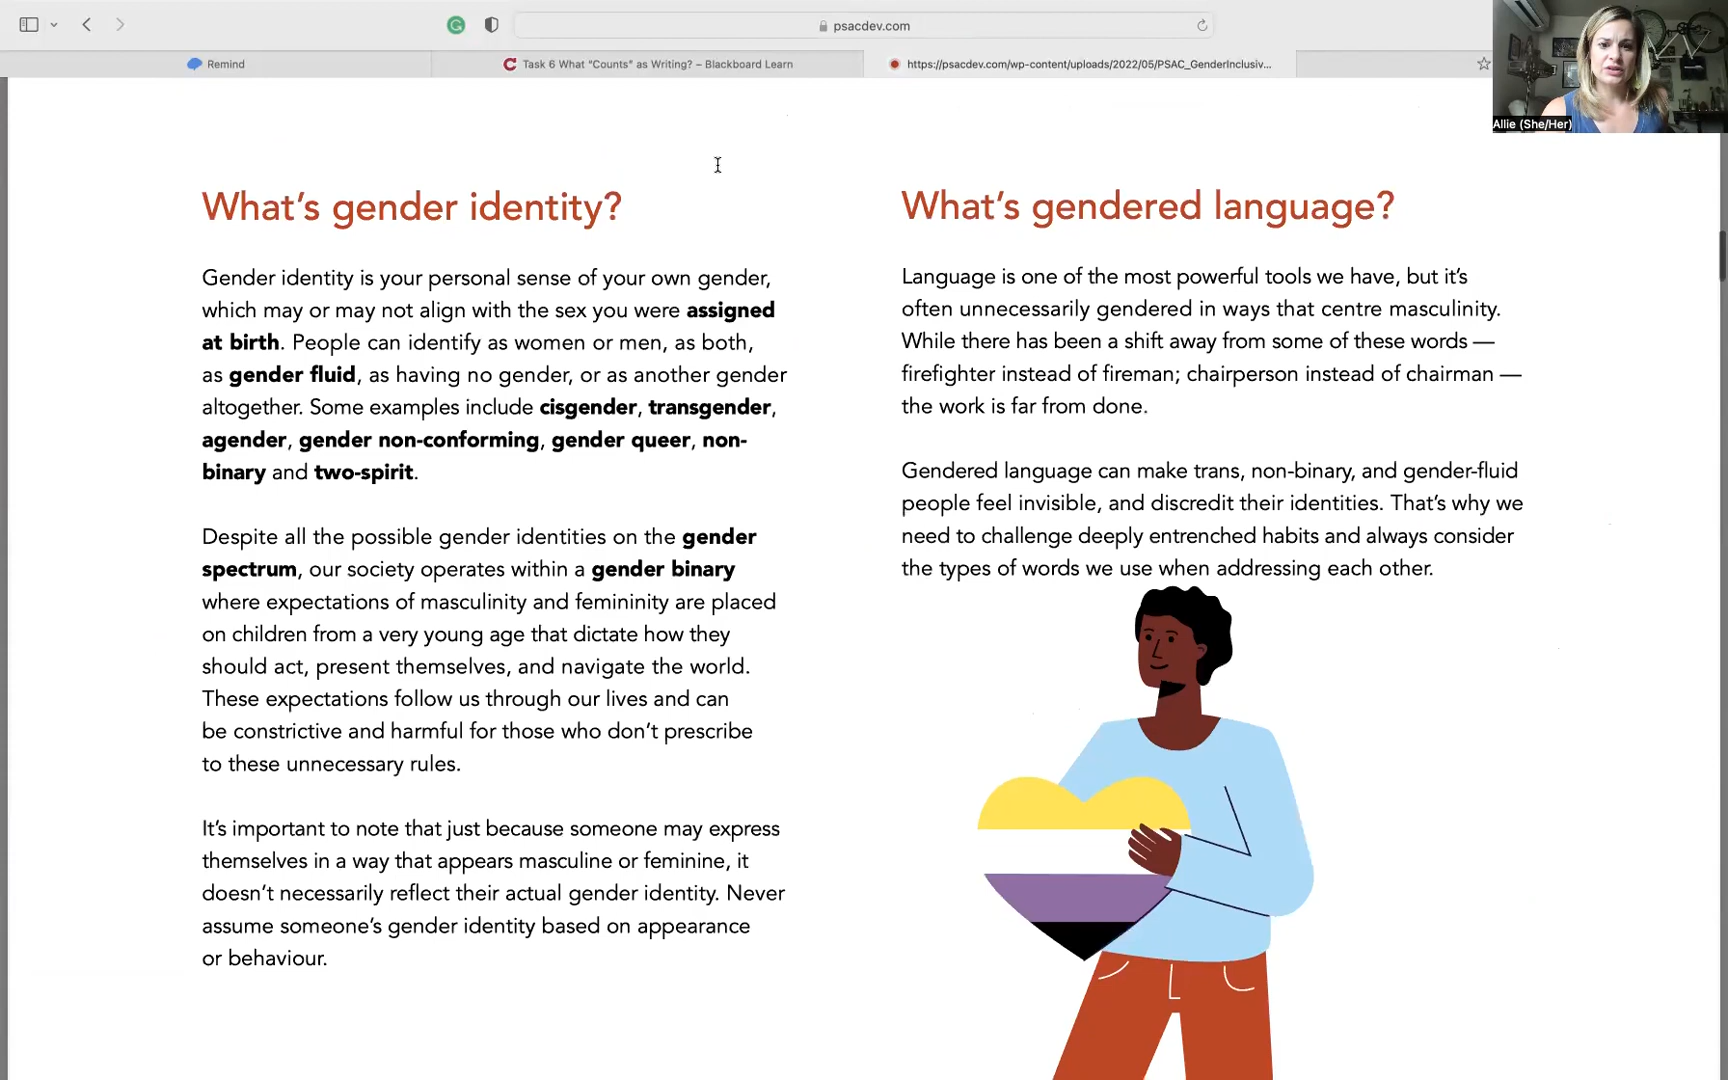 psacdev.com
Remind
Task 6 What "Counts" as Writing? – Blackboard Learn
https://psacdev.com/wp-content/uploads/2022/05/PSAC_GenderInclusiv...
Allie (She/Her)
What's gender identity?
Gender identity is your personal sense of your own gender,
which may or may not align with the sex you were assigned
at birth. People can identify as women or men, as both,
as gender fluid, as having no gender, or as another gender
altogether. Some examples include cisgender, transgender,
agender, gender non-conforming, gender queer, non-
binary and two-spirit.
Despite all the possible gender identities on the gender
spectrum, our society operates within a gender binary
where expectations of masculinity and femininity are placed
on children from a very young age that dictate how they
should act, present themselves, and navigate the world.
These expectations follow us through our lives and can
be constrictive and harmful for those who don't prescribe
to these unnecessary rules.
It's important to note that just because someone may express
themselves in a way that appears masculine or feminine, it
doesn't necessarily reflect their actual gender identity. Never
assume someone's gender identity based on appearance
or behaviour.
What's gendered language?
Language is one of the most powerful tools we have, but it's
often unnecessarily gendered in ways that centre masculinity.
While there has been a shift away from some of these words —
firefighter instead of fireman; chairperson instead of chairman —
the work is far from done.
Gendered language can make trans, non-binary, and gender-fluid
people feel invisible, and discredit their identities. That's why we
need to challenge deeply entrenched habits and always consider
the types of words we use when addressing each other.